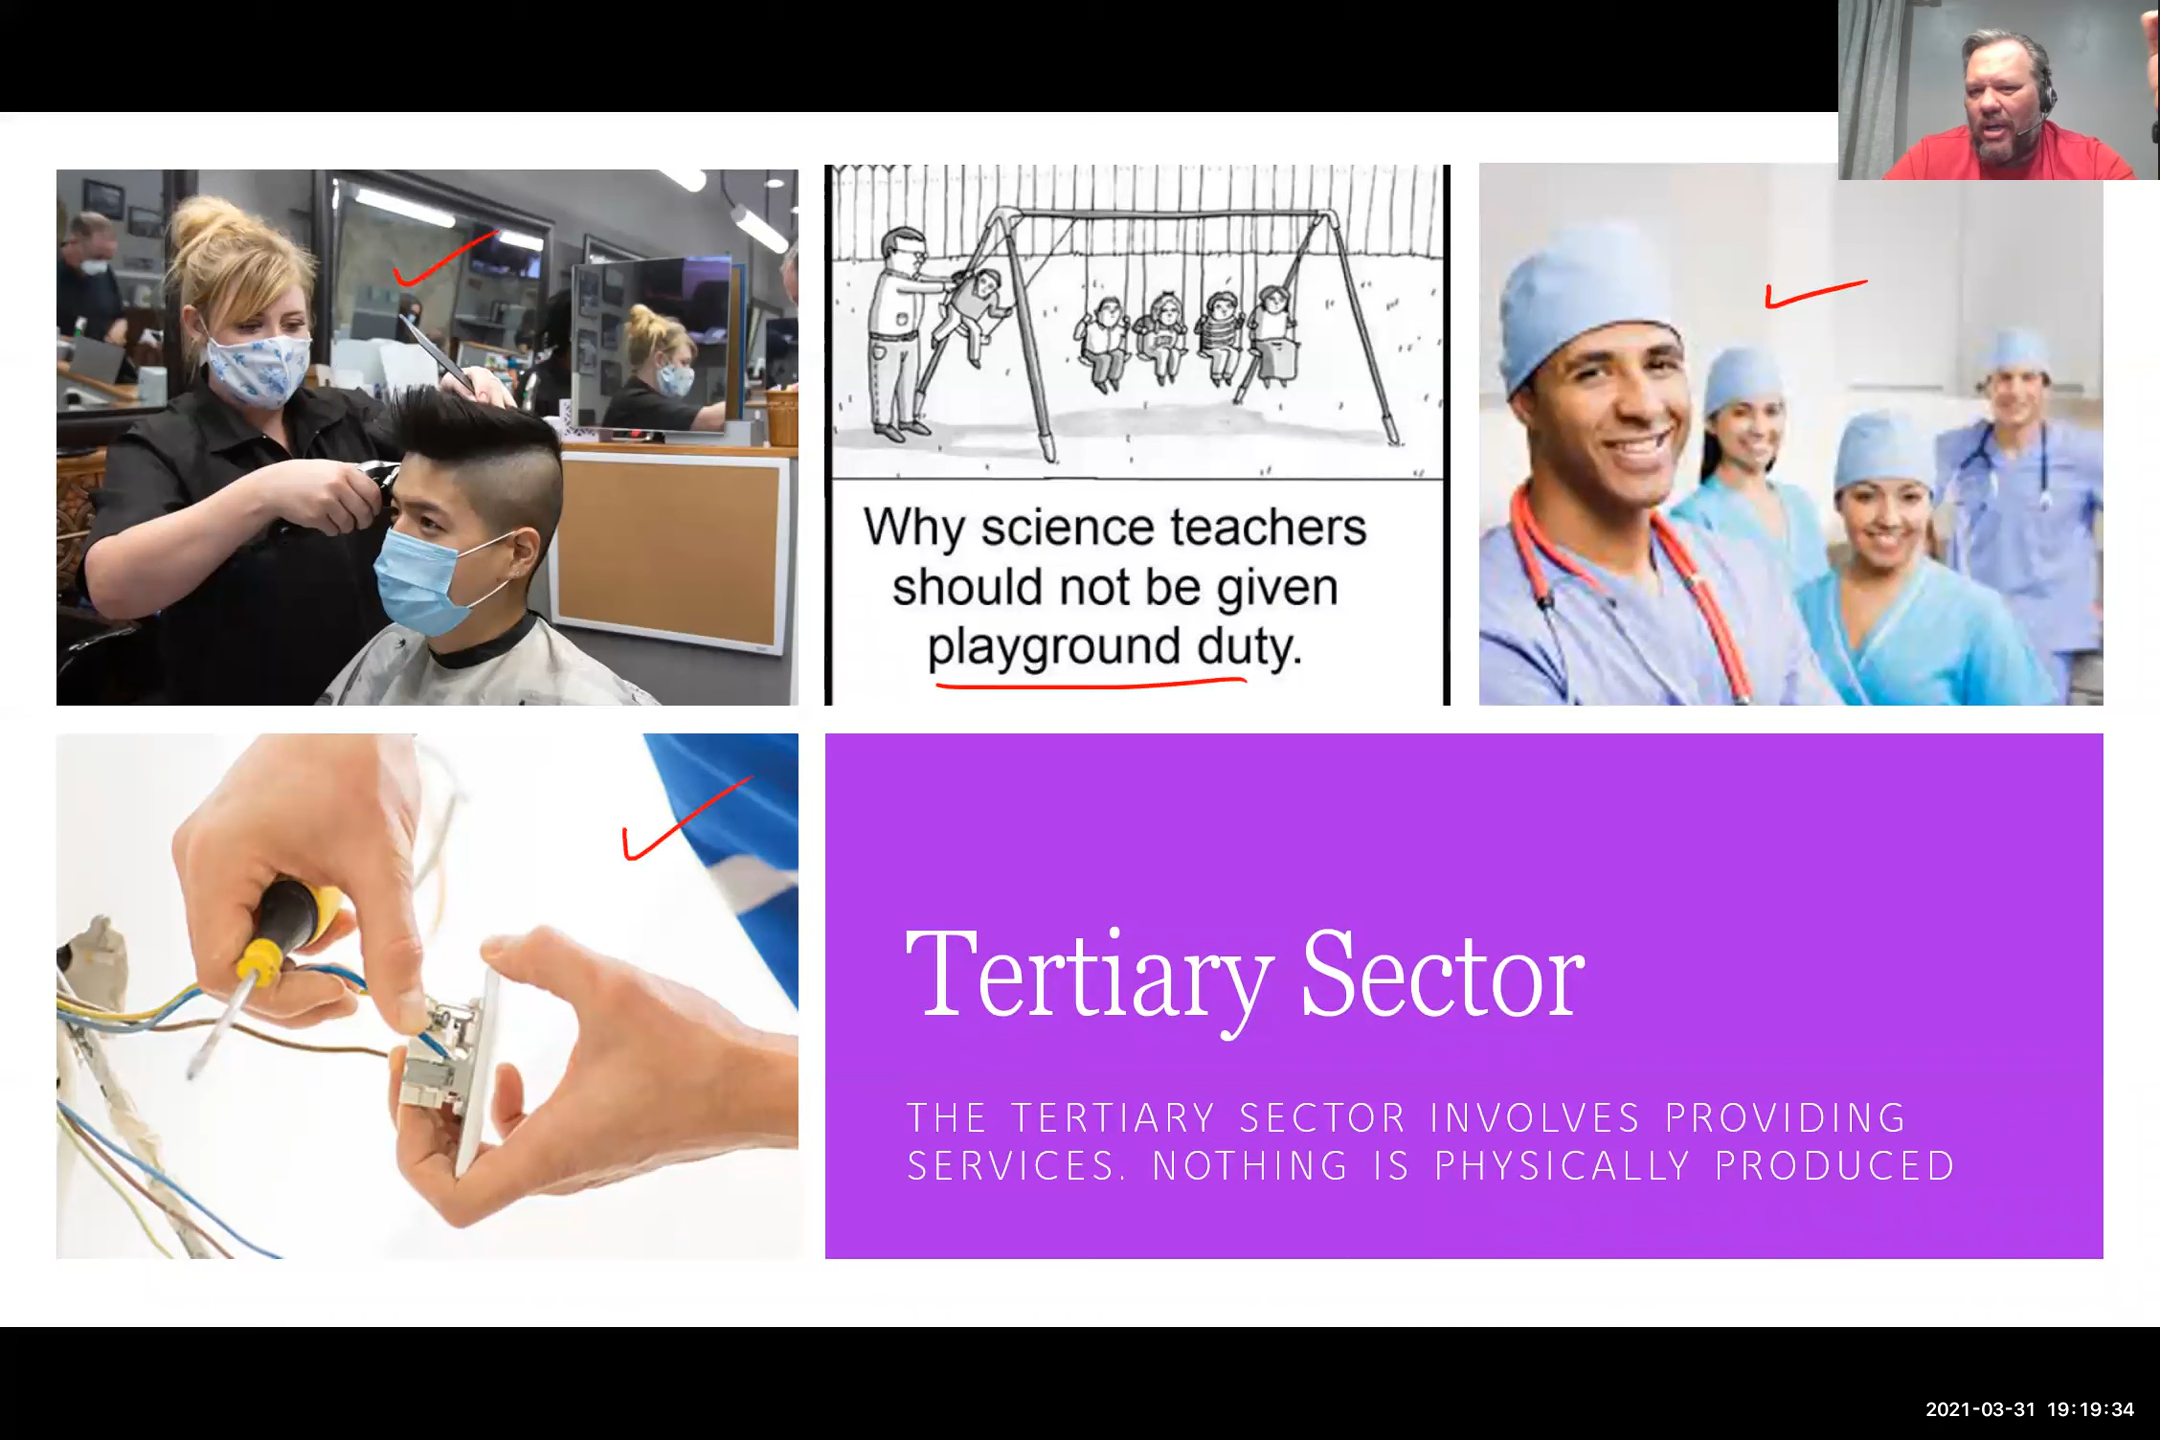 Why science teachers
should not be given
playground duty.
Tertiary Sector
THE TERTIARY SECTOR INVOLVES PROVIDING
SERVICES. NOTHING IS PHYSICALLY PRODUCED
2021-03-31 19:19:34